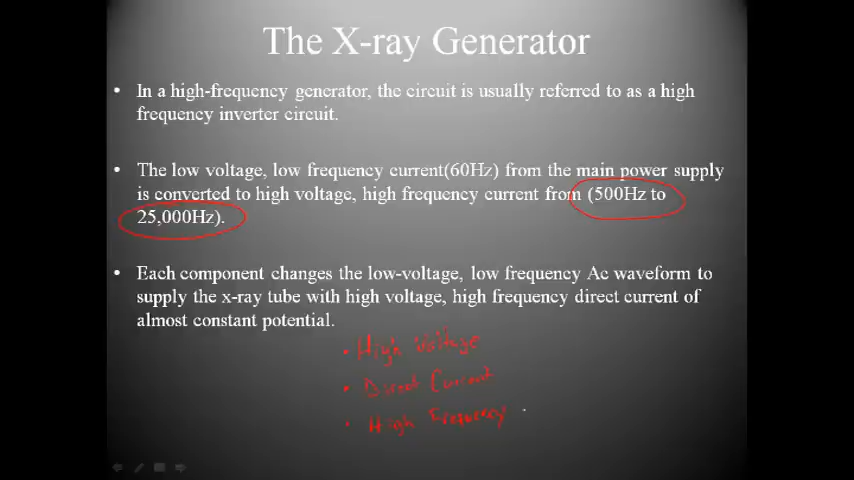 The X-ray Generator
• In a high-frequency generator, the circuit is usually referred to as a high
frequency inverter circuit.
• The low voltage, low frequency current(60Hz) from the main power supply
is converted to high voltage, high frequency current from (500Hz to
25,000Hz).
• Each component changes the low-voltage, low frequency Ac waveform to
supply the x-ray tube with high voltage, high frequency direct current of
almost constant potential.
• High Voltage
• Direct Current
• High Frequency